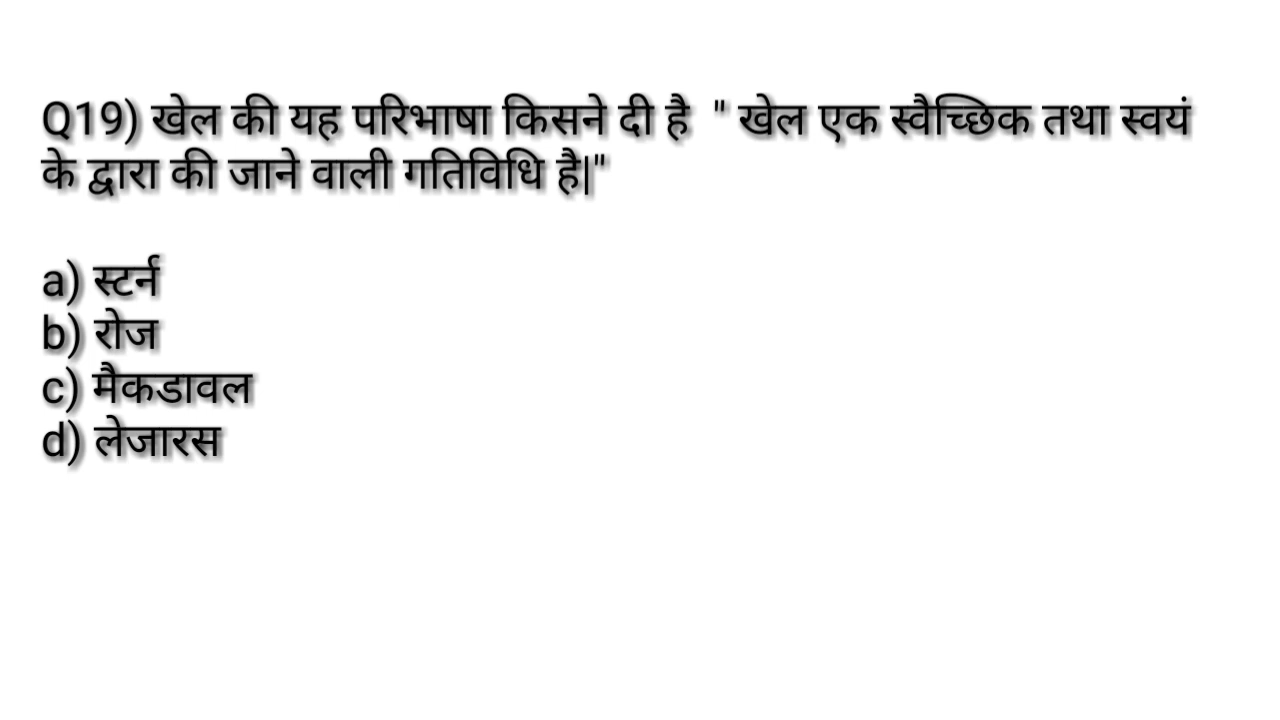 Q19) खेल की यह परिभाषा किसने दी है " खेल एक स्वैच्छिक तथा स्वयं
के द्वारा की जाने वाली गतिविधि है|"
a) स्टर्न
b) रोज
c) मैकडावल
d) लेजारस